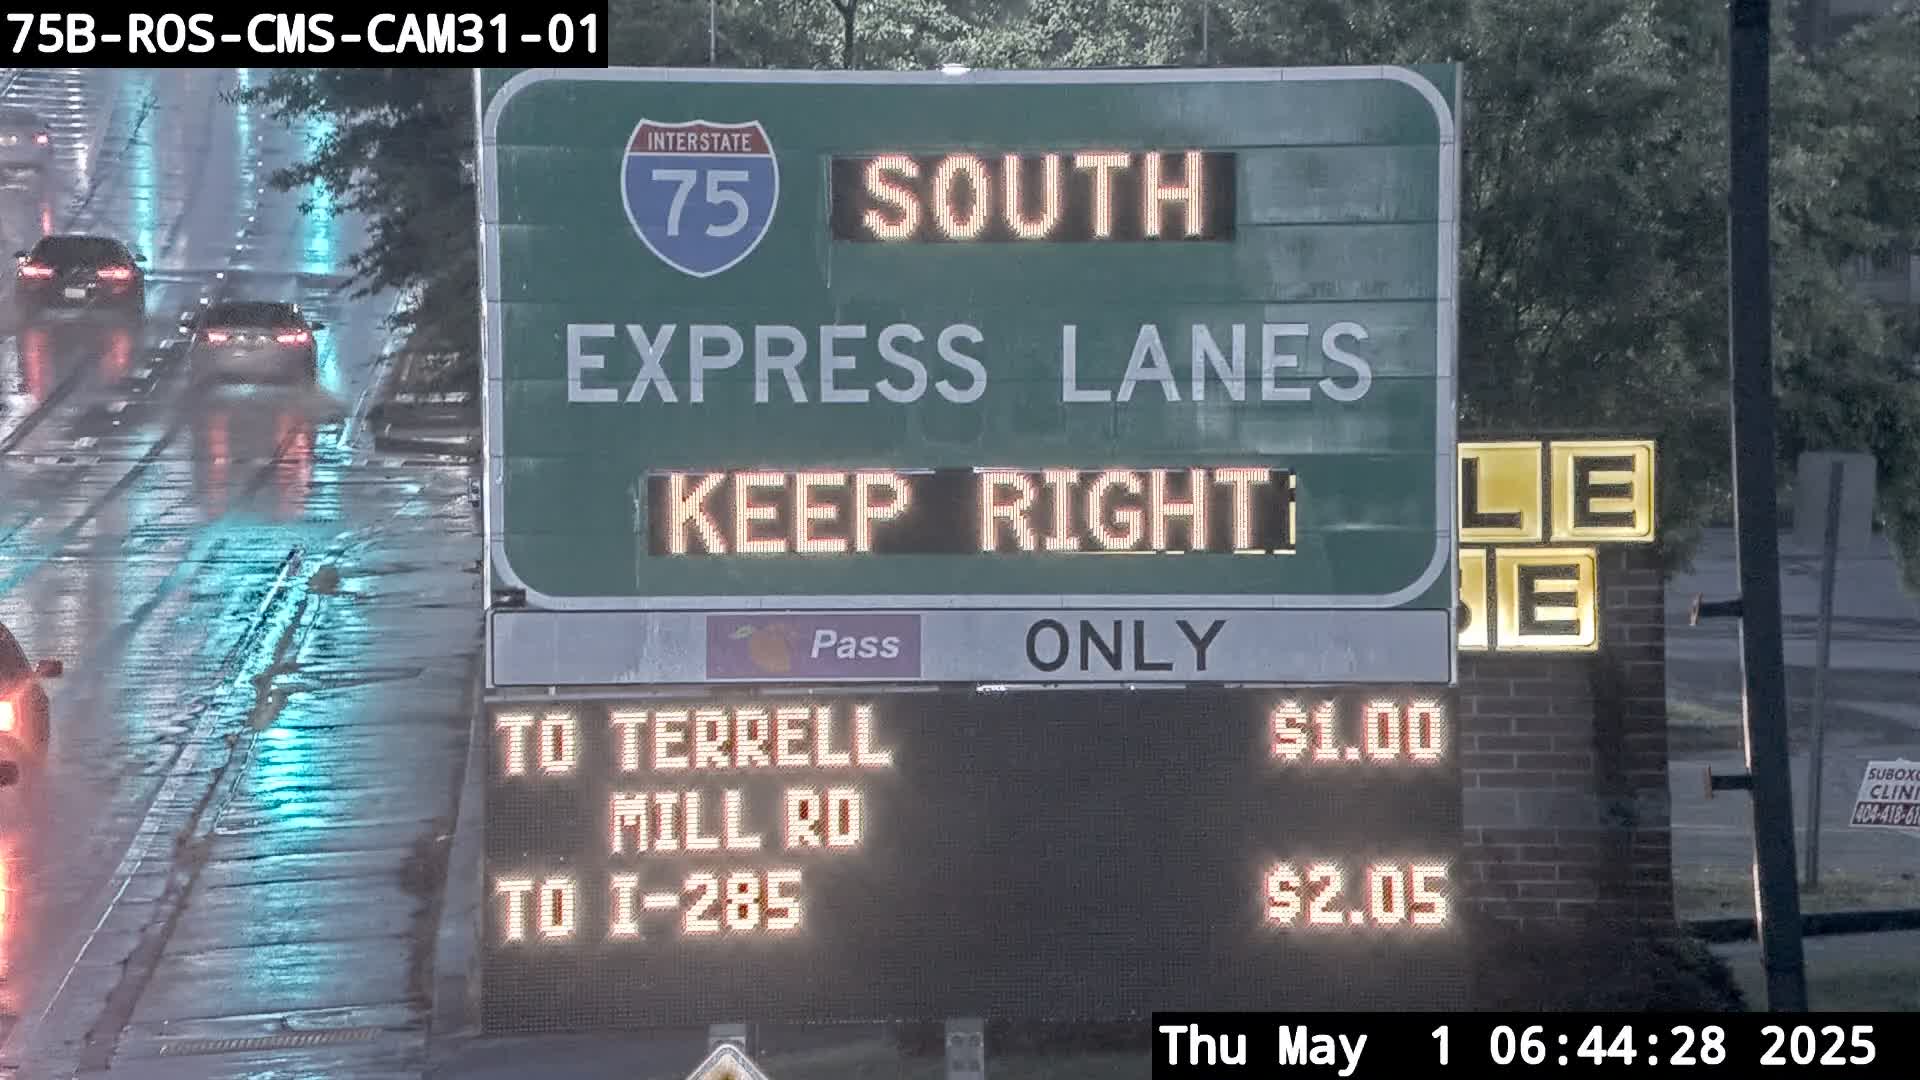 75B-ROS-CMS-CAM31-01
INTERSTATE
75
SOUTH
EXPRESS LANES
KEEP RIGHT
Pass ONLY
TO TERRELL $1.00
MILL RD
TO I-285 $2.05
LE
E
CLINI
Thu May 1 06:44:28 2025